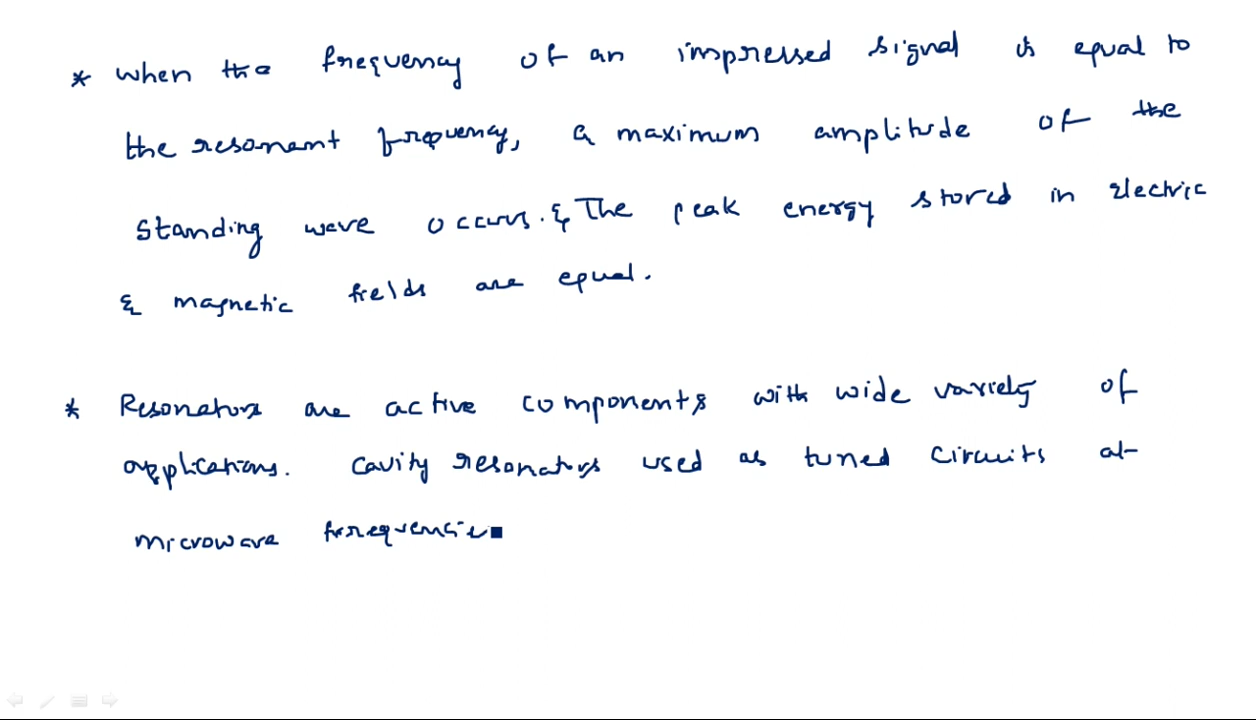 * when the frequency of an impressed signal is equal to
the resonant frequency, a maximum amplitude of the
standing wave occurs. & The peak energy stored in electric
& magnetic fields are equal.
* Resonators are active components with wide variety of
applications. cavity resonators used as tuned circuits at
microwave frequencie